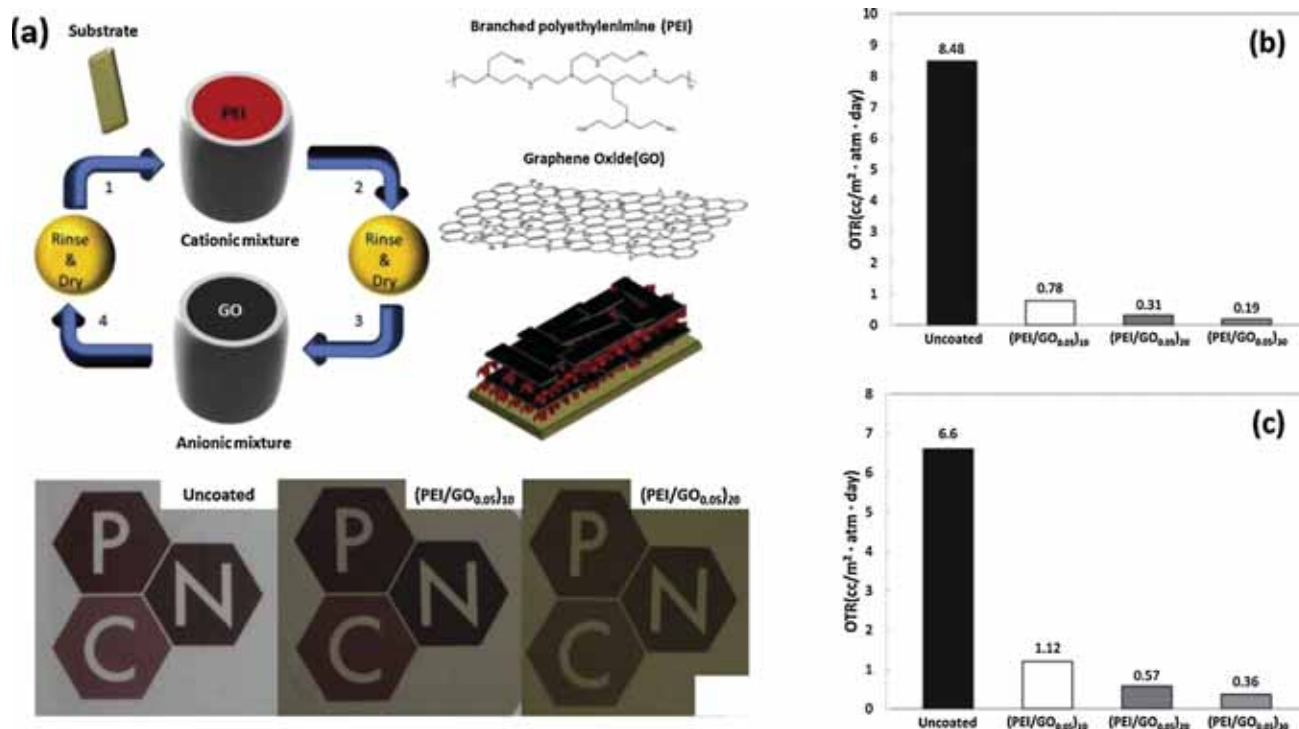 (a)
Substrate
PEI
1
2
Rinse
&
Dry
Rinse
&
Dry
Cationic mixture
GO
4
3
Anionic mixture
Branched polyethylenimine (PEI)
Graphene Oxide(GO)
Uncoated
(PEI/GO₀.₀₅)₁₀
(PEI/GO₀.₀₅)₂₀
P
N
C
P
N
C
P
N
C
(b)
OTR(cc/m² · atm · day)
10
9
8
7
6
5
4
3
2
1
0
8.48
0.78
0.31
0.19
Uncoated
(PEI/GO₀.₀₅)₁₀
(PEI/GO₀.₀₅)₂₀
(PEI/GO₀.₀₅)₃₀
(c)
OTR(cc/m² · atm · day)
8
7
6
5
4
3
2
1
0
6.6
1.12
0.57
0.36
Uncoated
(PEI/GO₀.₀₅)₁₀
(PEI/GO₀.₀₅)₂₀
(PEI/GO₀.₀₅)₃₀